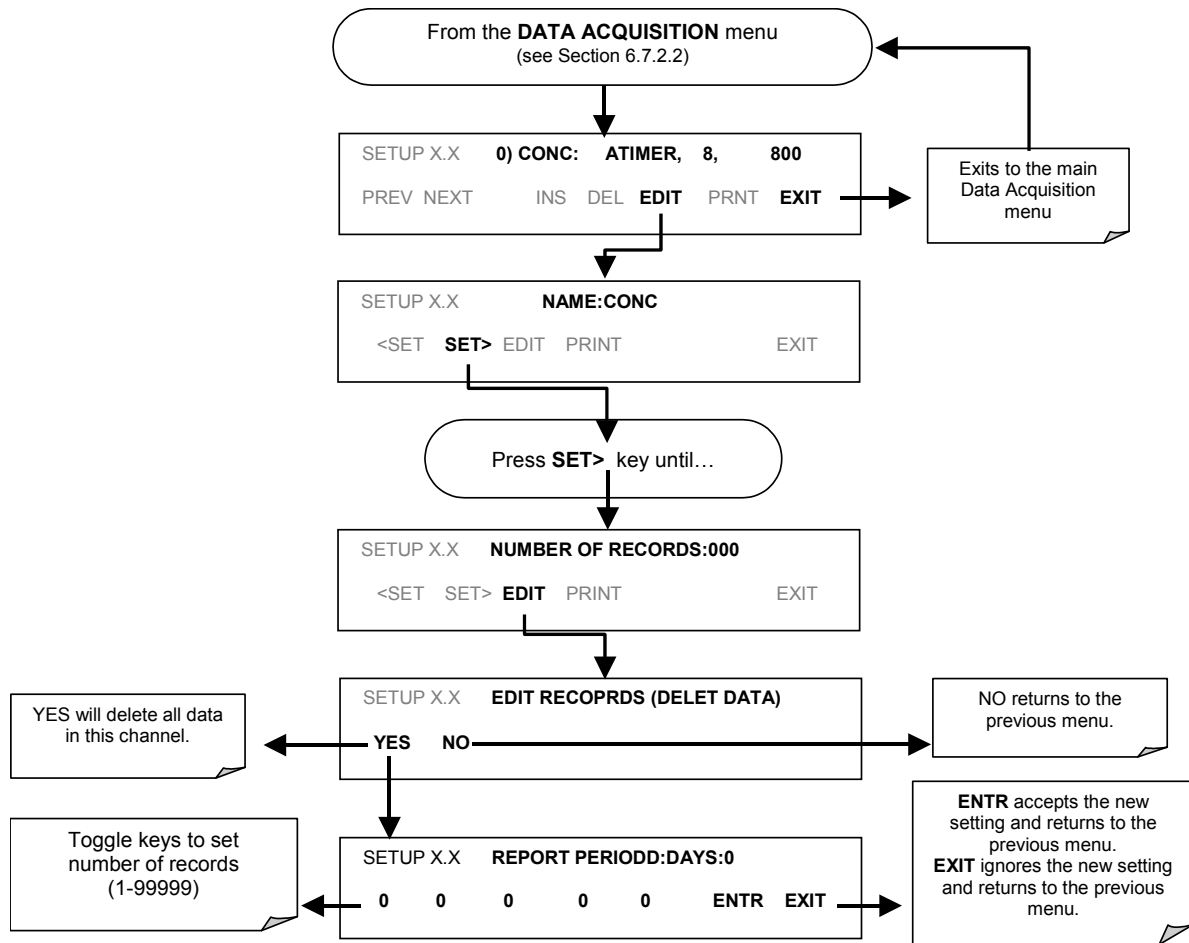 From the DATA ACQUISITION menu
(see Section 6.7.2.2)
SETUP X.X 0) CONC: ATIMER, 8, 800
PREV NEXT INS DEL EDIT PRNT EXIT
Exits to the main
Data Acquisition
menu
SETUP X.X NAME:CONC
<SET SET> EDIT PRINT EXIT
Press SET> key until…
SETUP X.X NUMBER OF RECORDS:000
<SET SET> EDIT PRINT EXIT
YES will delete all data
in this channel.
SETUP X.X EDIT RECOPRDS (DELET DATA)
YES NO
NO returns to the
previous menu.
Toggle keys to set
number of records
(1-99999)
SETUP X.X REPORT PERIODD:DAYS:0
0 0 0 0 0 ENTR EXIT
ENTR accepts the new
setting and returns to the
previous menu.
EXIT ignores the new setting
and returns to the previous
menu.